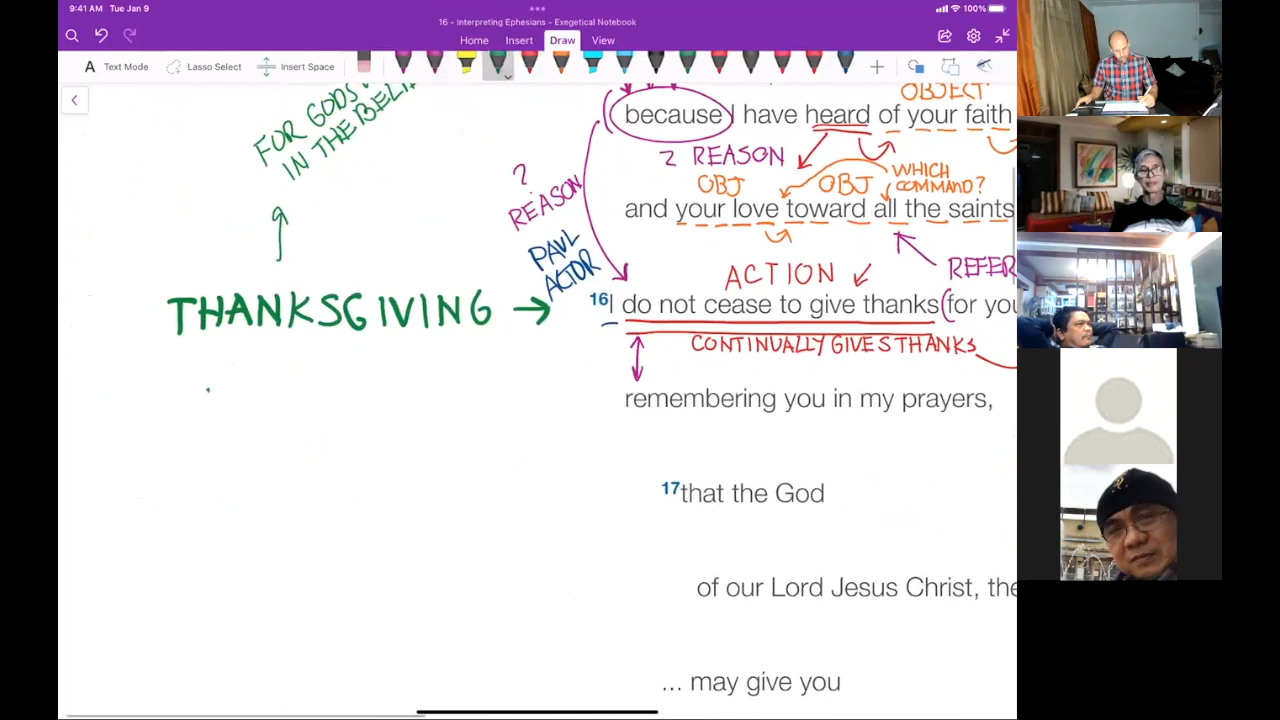 9:41 AM Tue Jan 9
100%
16 - Interpreting Ephesians - Exegetical Notebook
Home Insert Draw View
Text Mode Lasso Select Insert Space
FOR GODS
IN THE
OBJECT
because I have heard of your faith
? REASON
WHICH
COMMAND?
OBJ OBJ
?
REASON
and your love toward all the saints
PAUL
ACTOR
ACTION
REFER
THANKSGIVING
16 I do not cease to give thanks (for you
CONTINUALLY GIVES THANKS
remembering you in my prayers,
17 that the God
of our Lord Jesus Christ, the
... may give you